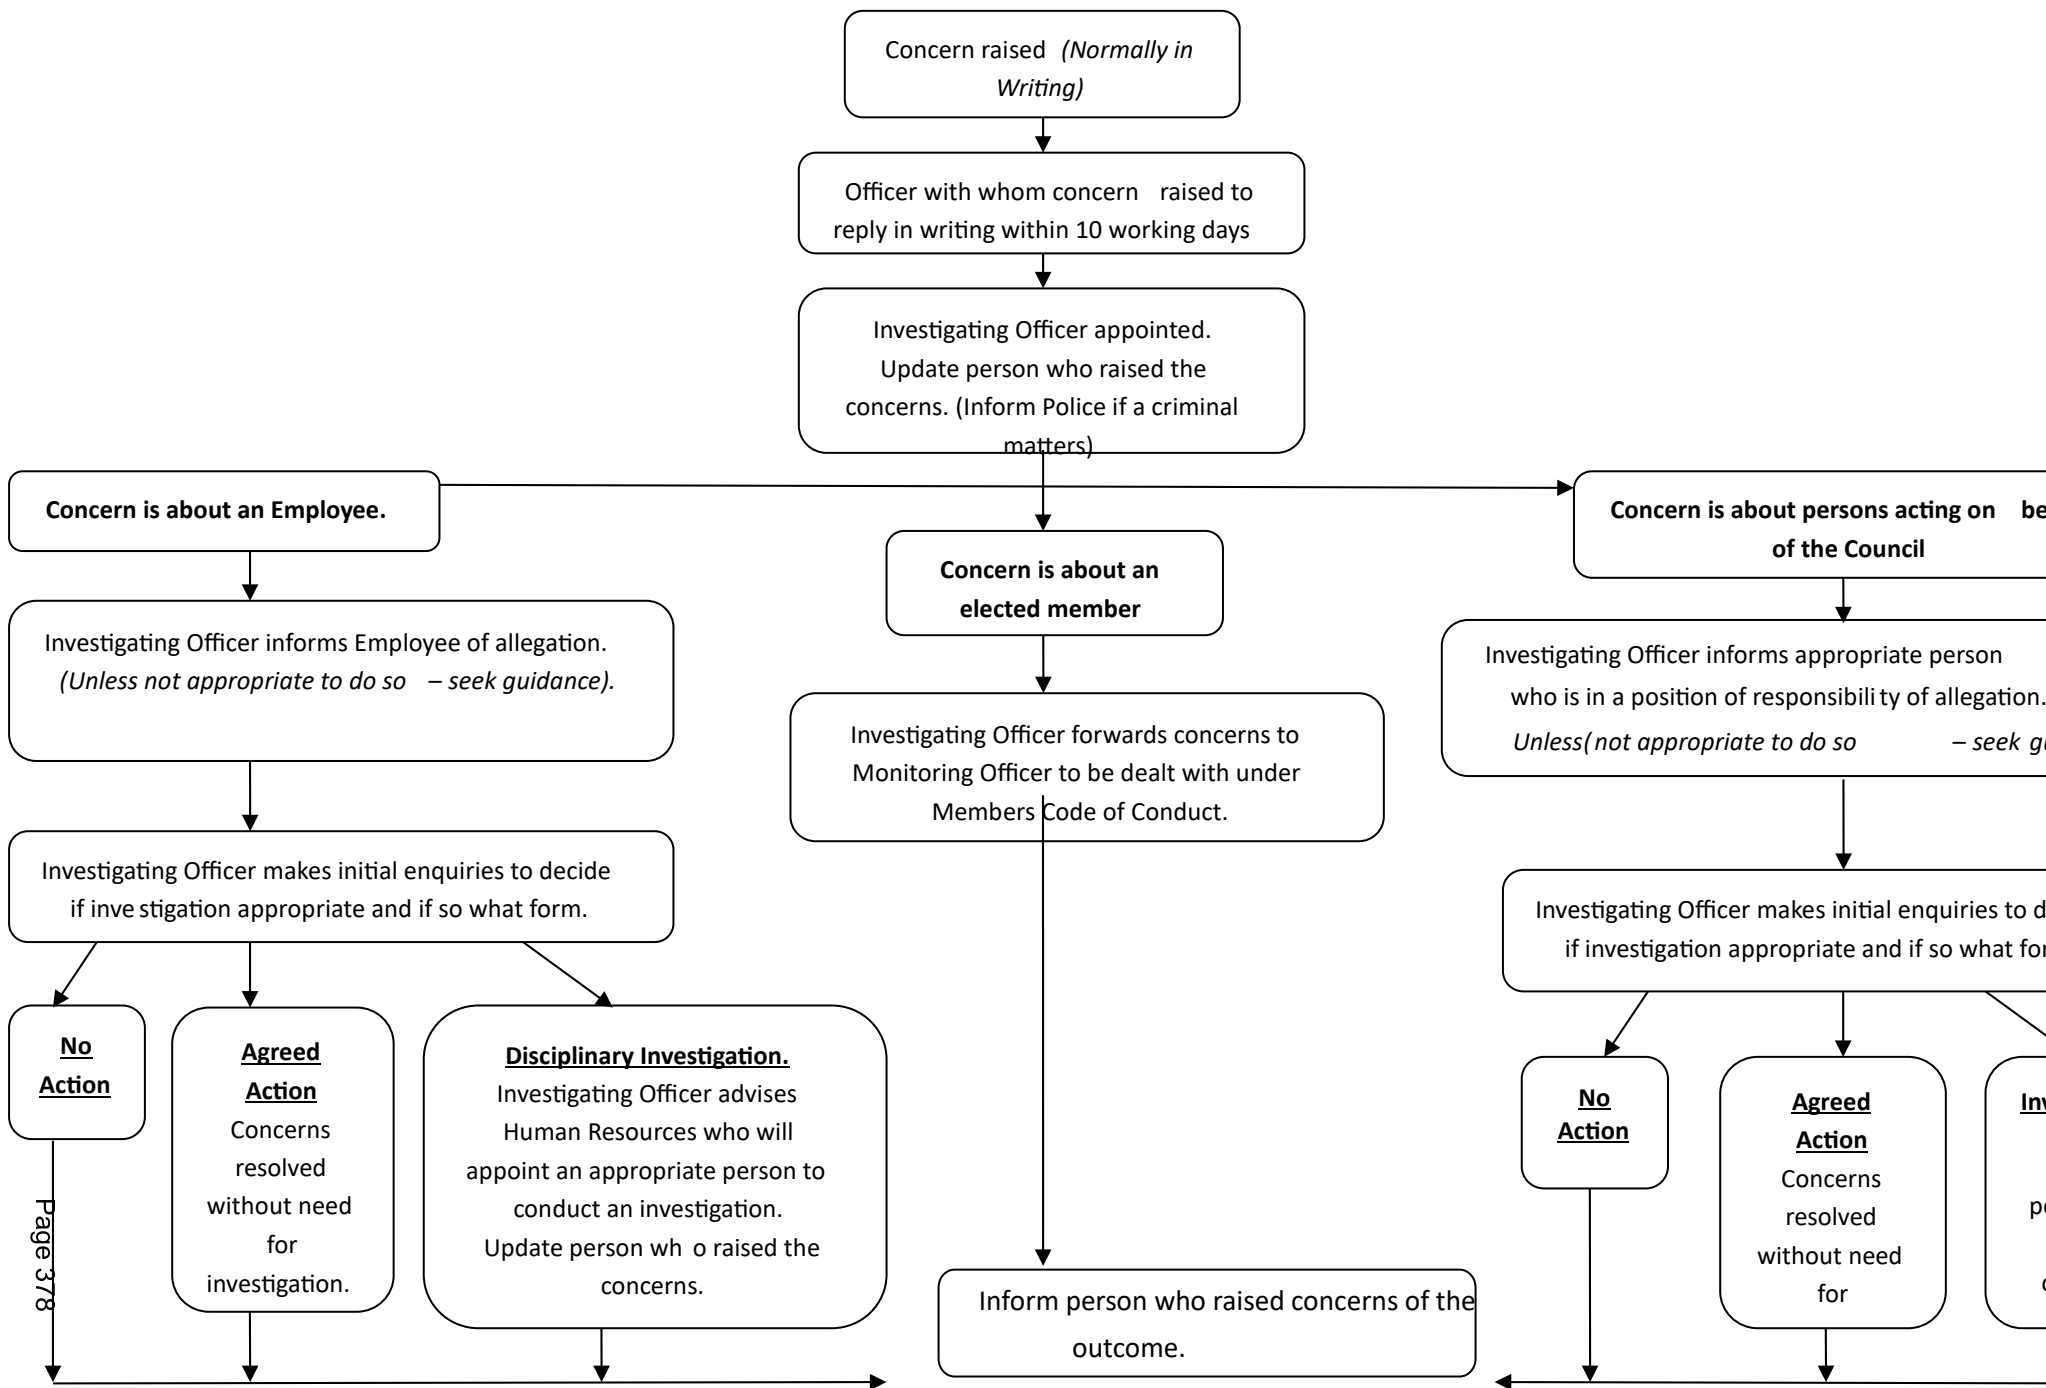 Concern raised (Normally in
Writing)
Officer with whom concern raised to
reply in writing within 10 working days
Investigating Officer appointed.
Update person who raised the
concerns. (Inform Police if a criminal
matters)
Concern is about an Employee.
Investigating Officer informs Employee of allegation.
(Unless not appropriate to do so – seek guidance).
Investigating Officer makes initial enquiries to decide
if inve stigation appropriate and if so what form.
No
Action
Agreed
Action
Concerns
resolved
without need
for
investigation.
Disciplinary Investigation.
Investigating Officer advises
Human Resources who will
appoint an appropriate person to
conduct an investigation.
Update person wh o raised the
concerns.
Concern is about an
elected member
Investigating Officer forwards concerns to
Monitoring Officer to be dealt with under
Members Code of Conduct.
Inform person who raised concerns of the
outcome.
Concern is about persons acting on
of the Council
Investigating Officer informs appropriate person
who is in a position of responsibili ty of allegation.
Unless( not appropriate to do so – seek
Investigating Officer makes initial enquiries to
if investigation appropriate and if so what
No
Action
Agreed
Action
Concerns
resolved
without need
for
Page 378